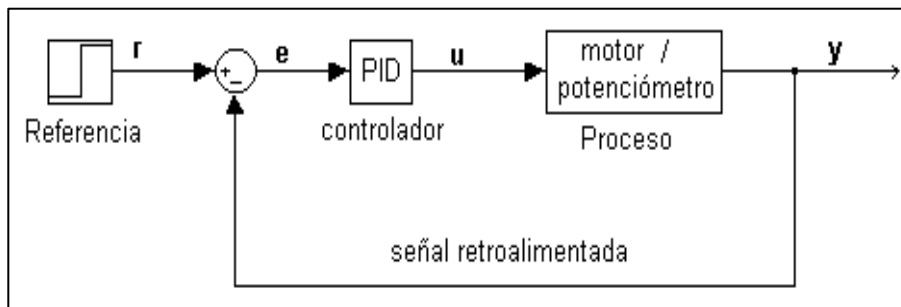 r
+
-
e
PID
u
motor /
potenciómetro
y
Referencia
controlador
Proceso
señal retroalimentada